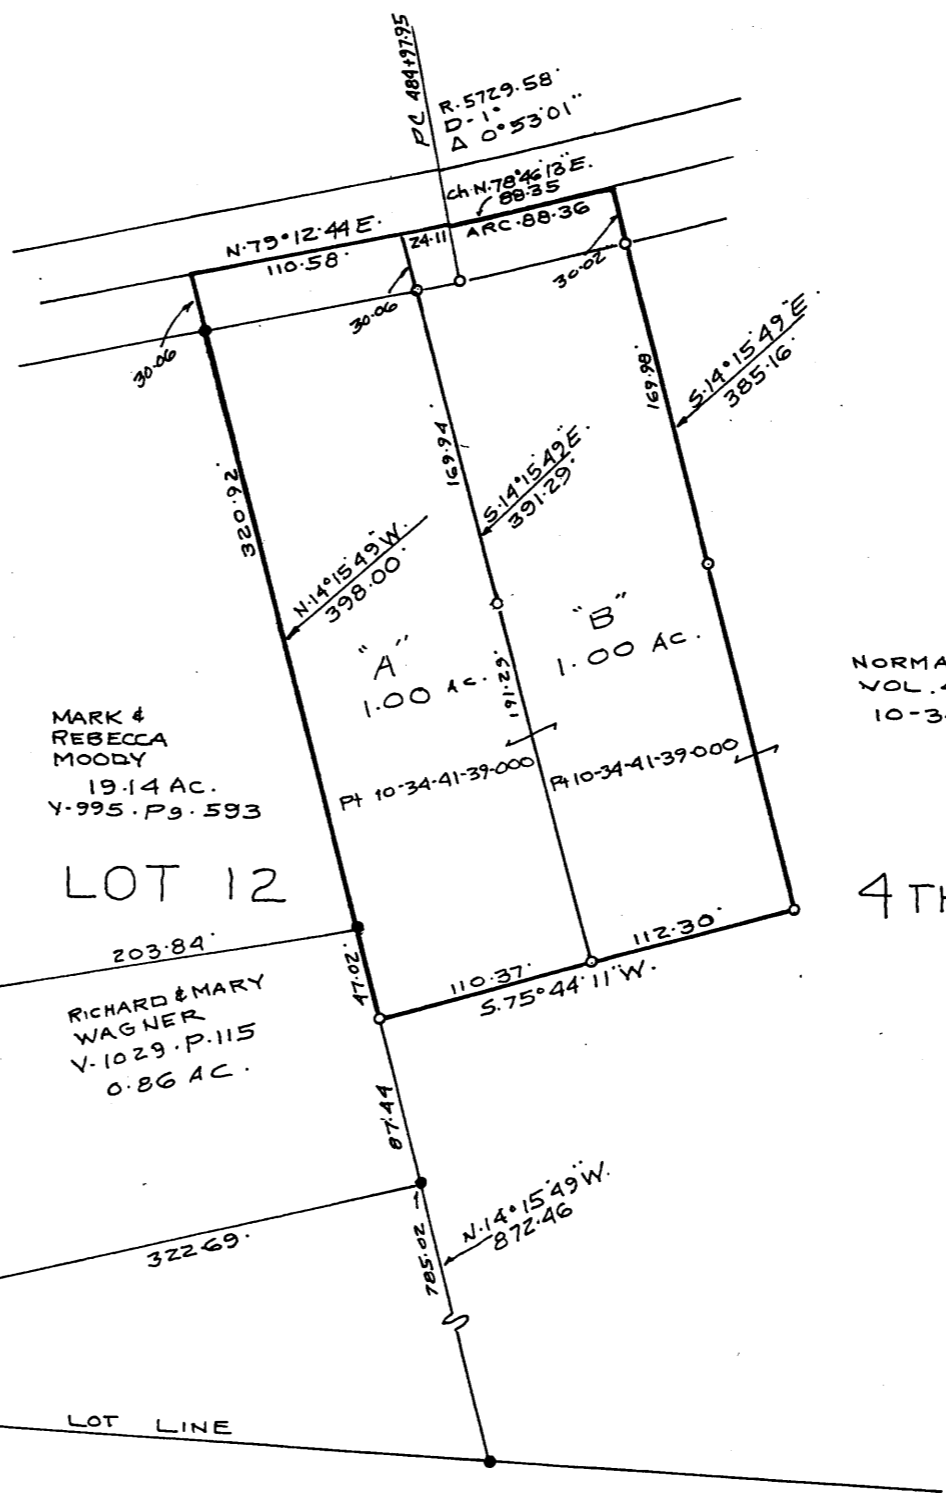 PC 484+97.95
R. 5729.58'
D-1°
Δ 0°53'01"
Ch. N.78°46'13"E.
88.35
ARC. 88.36
24.11
N.79°12.44 E.
110.58'
30.06
30.06
30.02
169.98'
S.14°15'49"E.
385.16'
169.94'
S.14°15'49"E.
391.29'
320.92'
N.14°15'49"W.
398.00'
"A"
1.00 AC.
"B"
1.00 AC.
191.29'
Pt 10-34-41-39-000
Pt 10-34-41-39-000
NORMA
VOL.
10-3
MARK &
REBECCA
MOODY
19.14 AC.
V-995. Pg. 593
LOT 12
4TH
203.84'
47.02'
110.37'
112.30'
S.75°44'11"W.
RICHARD & MARY
WAGNER
V-1029. P.115
0.86 AC.
87.44
322.69'
785.02
N.14°15'49"W.
872.46
LOT LINE